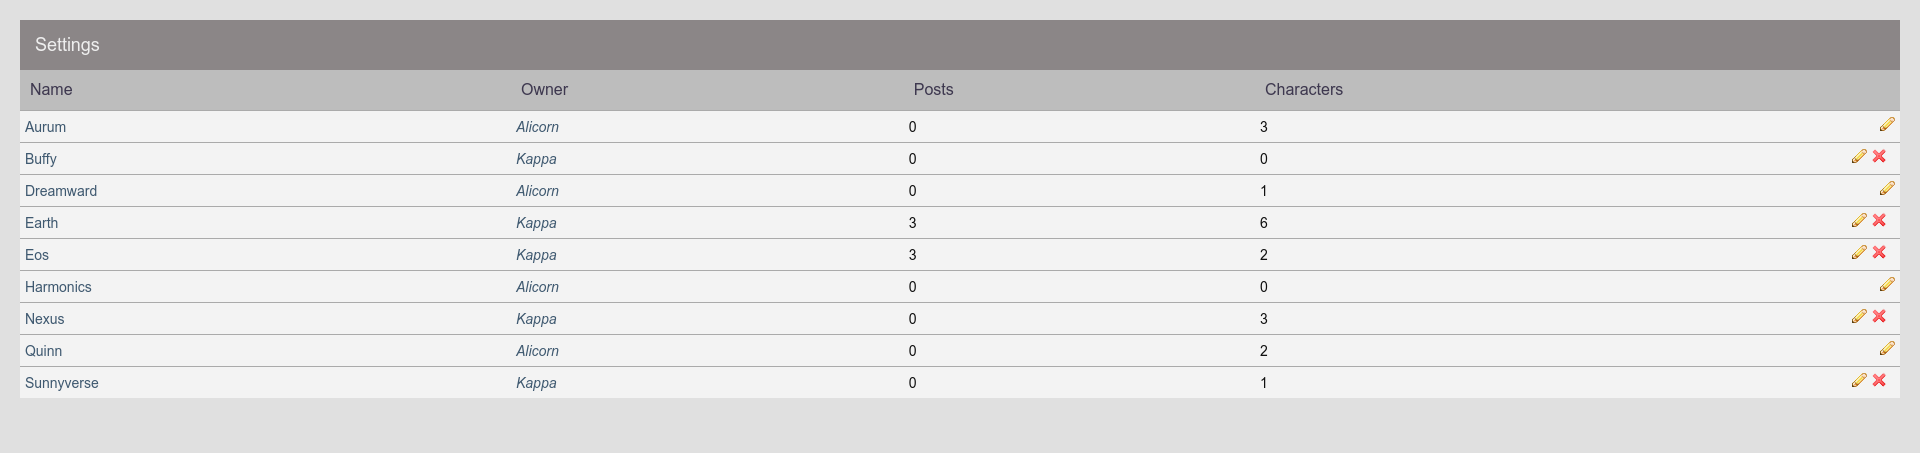 Settings
Name Owner Posts Characters
Aurum Alicorn 0 3
Buffy Kappa 0 0
Dreamward Alicorn 0 1
Earth Kappa 3 6
Eos Kappa 3 2
Harmonics Alicorn 0 0
Nexus Kappa 0 3
Quinn Alicorn 0 2
Sunnyverse Kappa 0 1